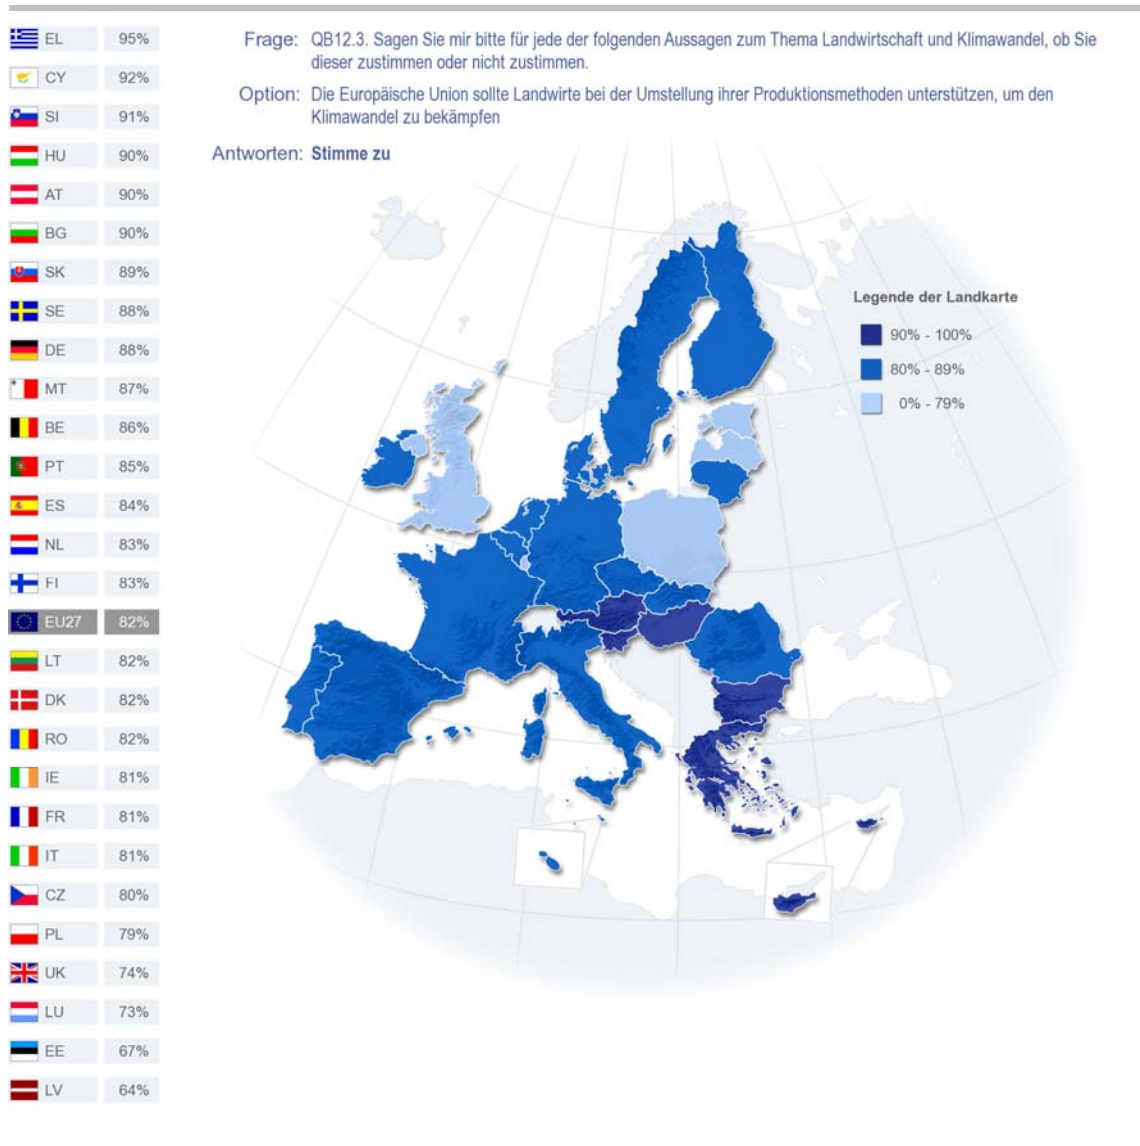 EL 95%
CY 92%
SI 91%
HU 90%
AT 90%
BG 90%
SK 89%
SE 88%
DE 88%
MT 87%
BE 86%
PT 85%
ES 84%
NL 83%
FI 83%
EU27 82%
LT 82%
DK 82%
RO 82%
IE 81%
FR 81%
IT 81%
CZ 80%
PL 79%
UK 74%
LU 73%
EE 67%
LV 64%
Frage: QB12.3. Sagen Sie mir bitte für jede der folgenden Aussagen zum Thema Landwirtschaft und Klimawandel, ob Sie
dieser zustimmen oder nicht zustimmen.
Option: Die Europäische Union sollte Landwirte bei der Umstellung ihrer Produktionsmethoden unterstützen, um den
Klimawandel zu bekämpfen
Antworten: Stimme zu
Legende der Landkarte
90% - 100%
80% - 89%
0% - 79%